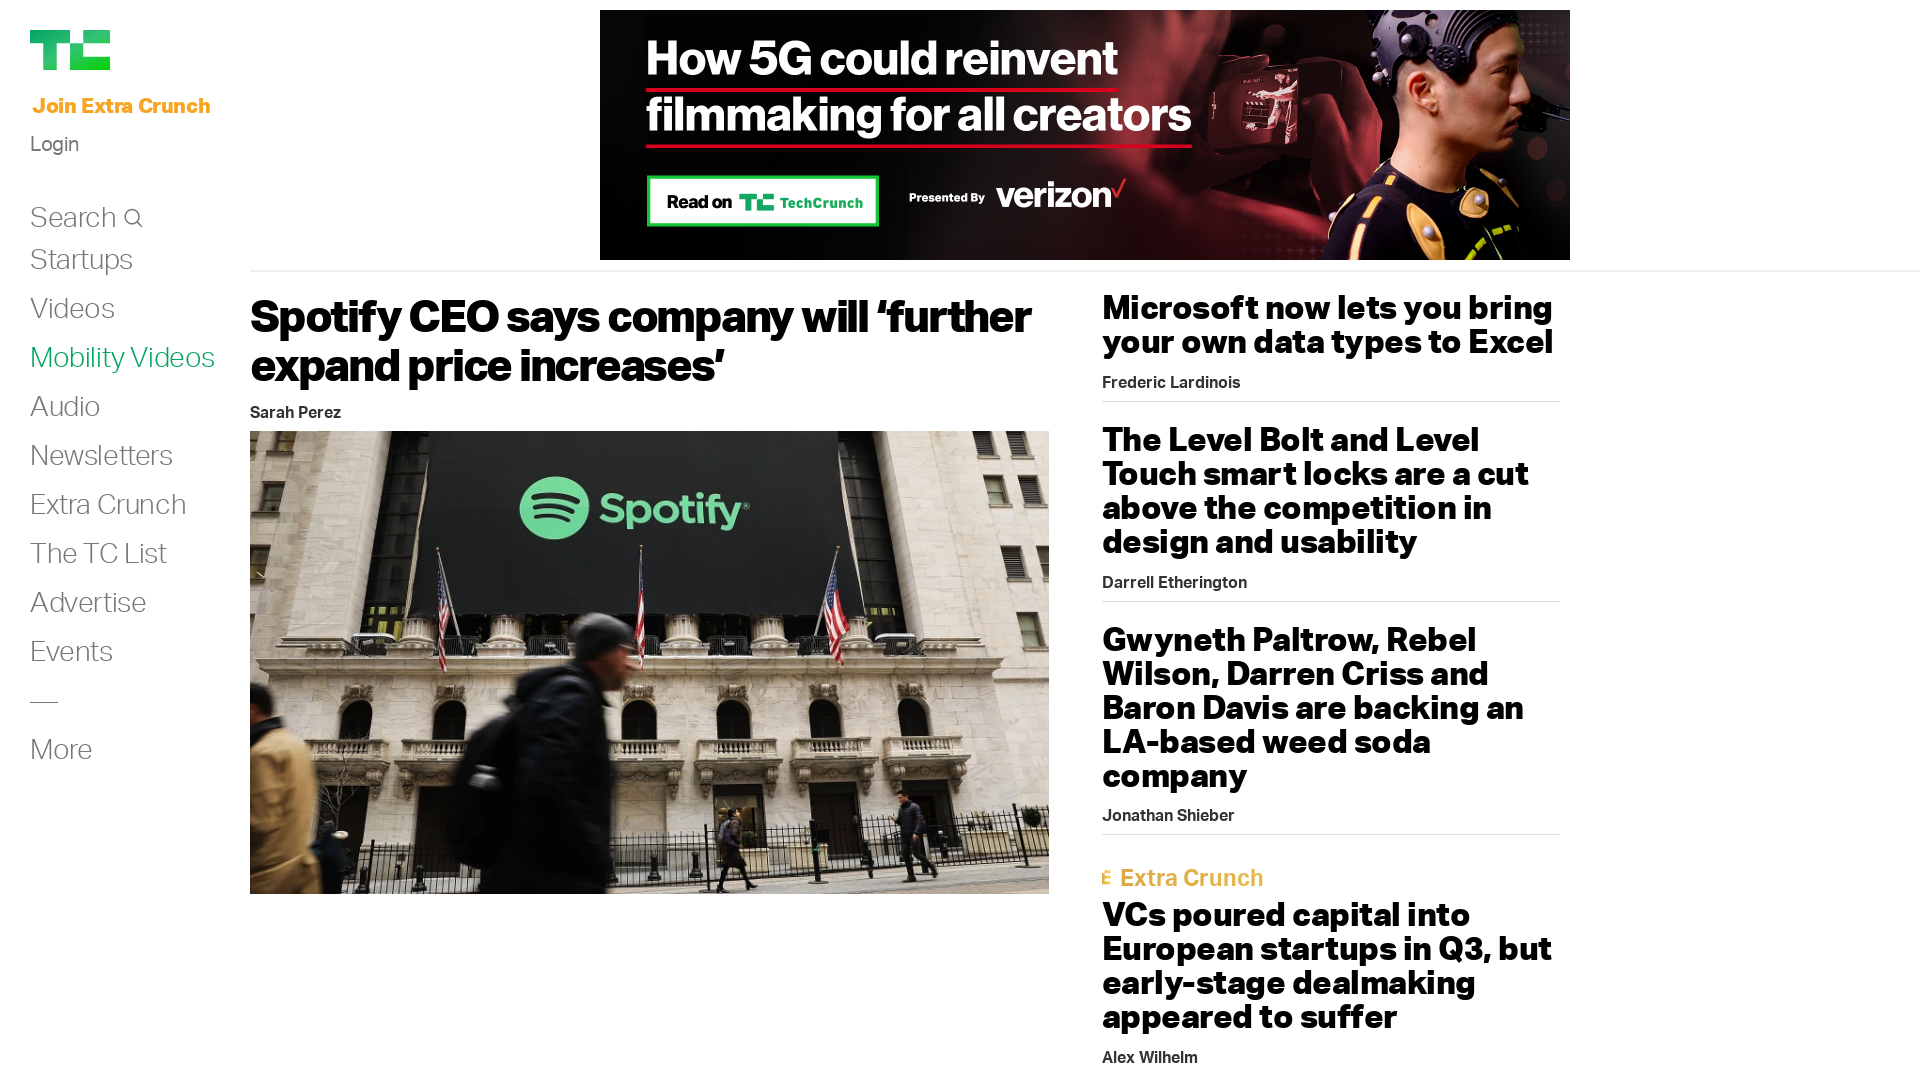 TC
Join Extra Crunch
Login
Search
Startups
Videos
Mobility Videos
Audio
Newsletters
Extra Crunch
The TC List
Advertise
Events
—
More
How 5G could reinvent
filmmaking for all creators
Read on TC TechCrunch
Presented By verizon✓
Spotify CEO says company will ‘further
expand price increases’
Sarah Perez
Spotify®
Microsoft now lets you bring
your own data types to Excel
Frederic Lardinois
The Level Bolt and Level
Touch smart locks are a cut
above the competition in
design and usability
Darrell Etherington
Gwyneth Paltrow, Rebel
Wilson, Darren Criss and
Baron Davis are backing an
LA-based weed soda
company
Jonathan Shieber
Extra Crunch
VCs poured capital into
European startups in Q3, but
early-stage dealmaking
appeared to suffer
Alex Wilhelm